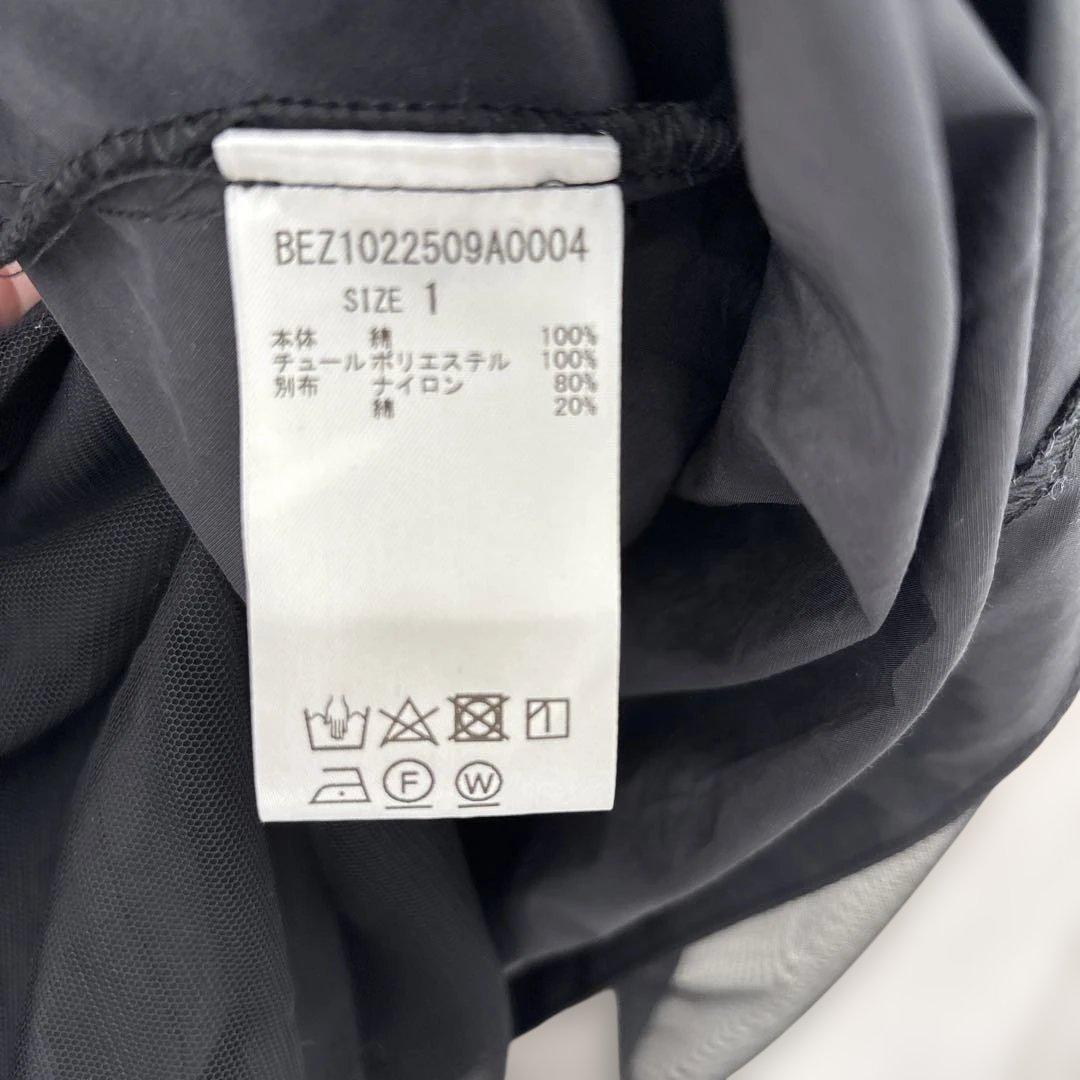 BEZ1022509A0004
SIZE 1
本体 綿 100%
チュール ポリエステル 100%
別布 ナイロン 80%
綿 20%
F W